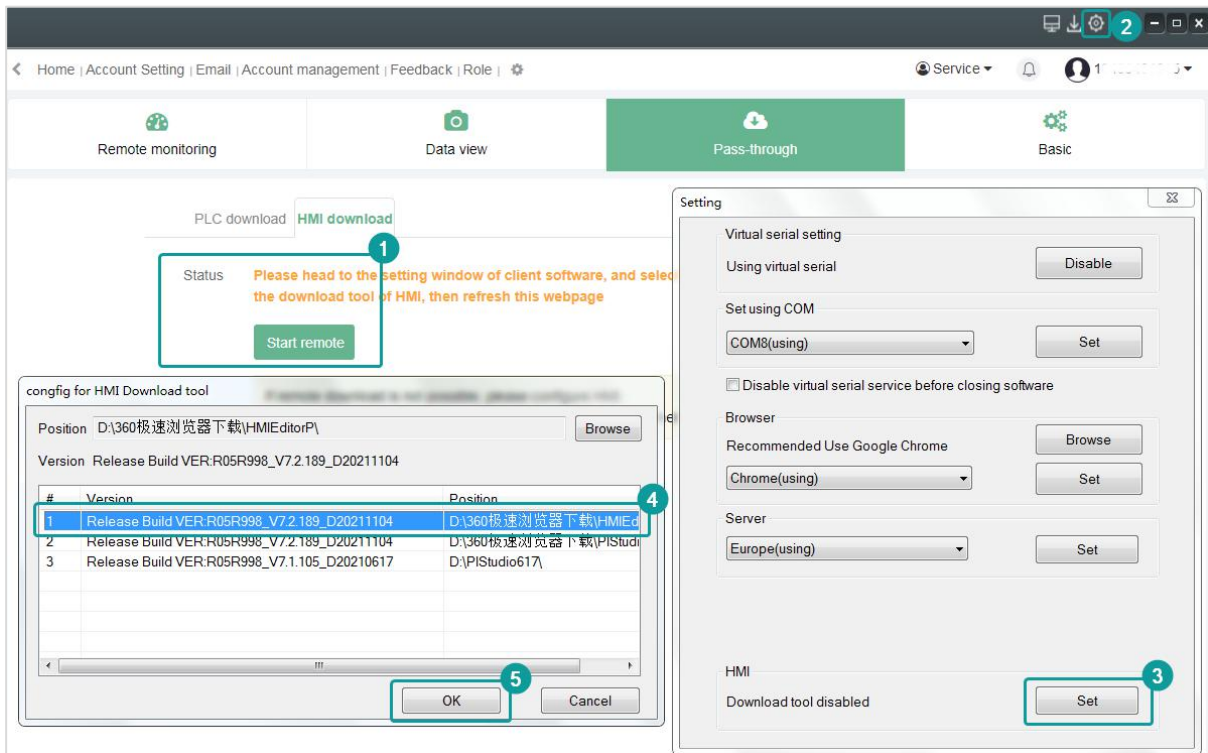 2
Home | Account Setting | Email | Account management | Feedback | Role |
Service
Remote monitoring
Data view
Pass-through
Basic
PLC download
HMI download
1
Status
Please head to the setting window of client software, and selec
the download tool of HMI, then refresh this webpage
Start remote
congfig for HMI Download tool
Position D:\360极速浏览器下载\HMIEditorP\
Browse
Version Release Build VER:R05R998_V7.2.189_D20211104
# Version Position
4
1 Release Build VER:R05R998_V7.2.189_D20211104 D:\360极速浏览器下载\HMIEd
2 Release Build VER:R05R998_V7.2.189_D20211104 D:\360极速浏览器下载\PIStudi
3 Release Build VER:R05R998_V7.1.105_D20210617 D:\PIStudio617\
5
OK
Cancel
Setting
Virtual serial setting
Using virtual serial
Disable
Set using COM
COM8(using)
Set
Disable virtual serial service before closing software
Browser
Recommended Use Google Chrome
Browse
Chrome(using)
Set
Server
Europe(using)
Set
HMI
3
Download tool disabled
Set